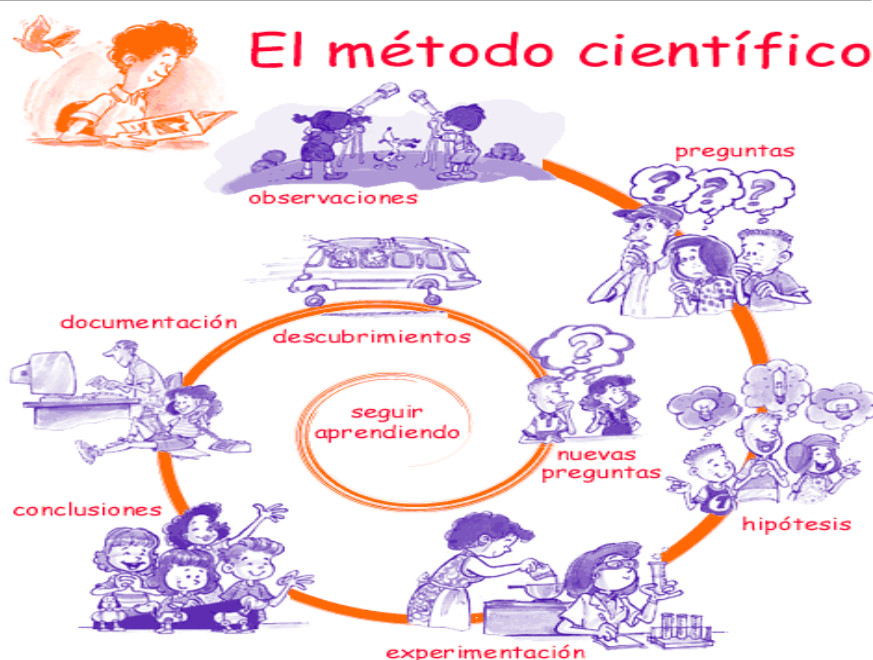 El método científico
observaciones
preguntas
hipótesis
experimentación
conclusiones
documentación
descubrimientos
nuevas
preguntas
seguir
aprendiendo